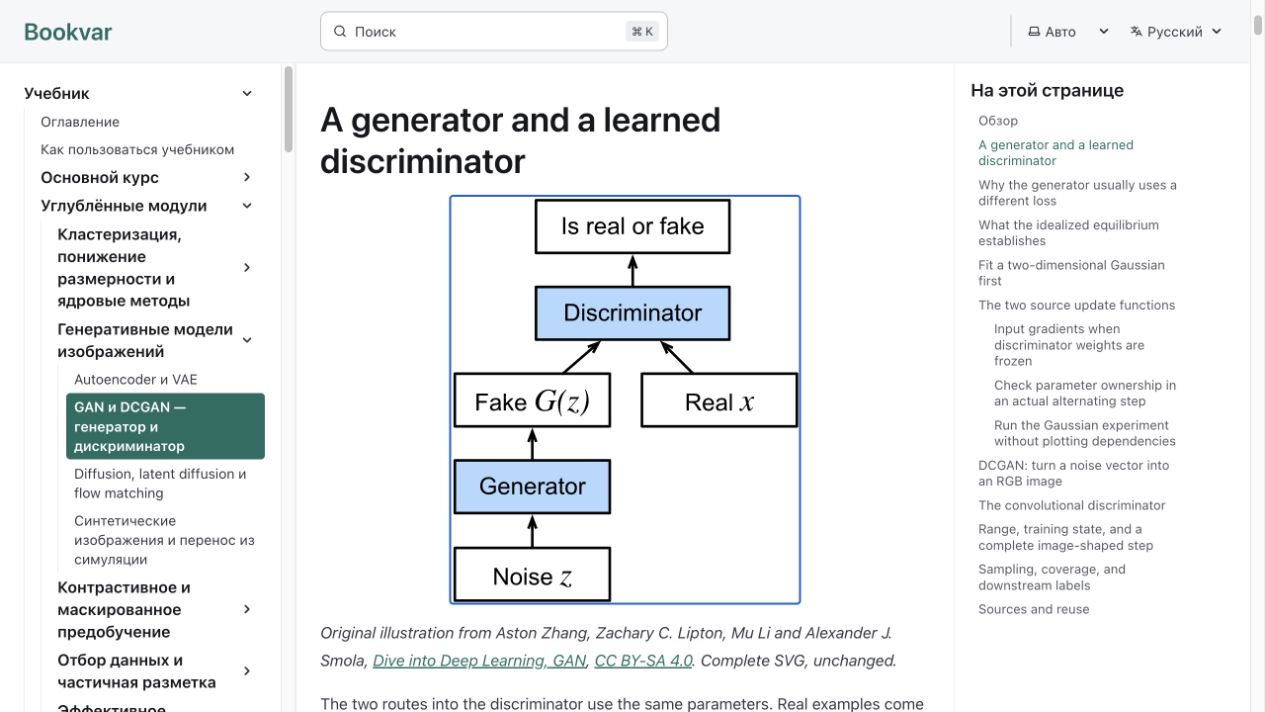 Bookvar
Поиск
⌘ K
Авто
Русский
Учебник
Оглавление
Как пользоваться учебником
Основной курс
Углублённые модули
Кластеризация,
понижение
размерности и
ядровые методы
Генеративные модели
изображений
Autoencoder и VAE
GAN и DCGAN —
генератор и
дискриминатор
Diffusion, latent diffusion и
flow matching
Синтетические
изображения и перенос из
симуляции
Контрастивное и
маскированное
предобучение
Отбор данных и
частичная разметка
Эффективное
A generator and a learned
discriminator
Is real or fake
Discriminator
Fake G(z)
Real x
Generator
Noise z
Original illustration from Aston Zhang, Zachary C. Lipton, Mu Li and Alexander J.
Smola, Dive into Deep Learning, GAN, CC BY-SA 4.0. Complete SVG, unchanged.
The two routes into the discriminator use the same parameters. Real examples come
На этой странице
Обзор
A generator and a learned
discriminator
Why the generator usually uses a
different loss
What the idealized equilibrium
establishes
Fit a two-dimensional Gaussian
first
The two source update functions
Input gradients when
discriminator weights are
frozen
Check parameter ownership in
an actual alternating step
Run the Gaussian experiment
without plotting dependencies
DCGAN: turn a noise vector into
an RGB image
The convolutional discriminator
Range, training state, and a
complete image-shaped step
Sampling, coverage, and
downstream labels
Sources and reuse